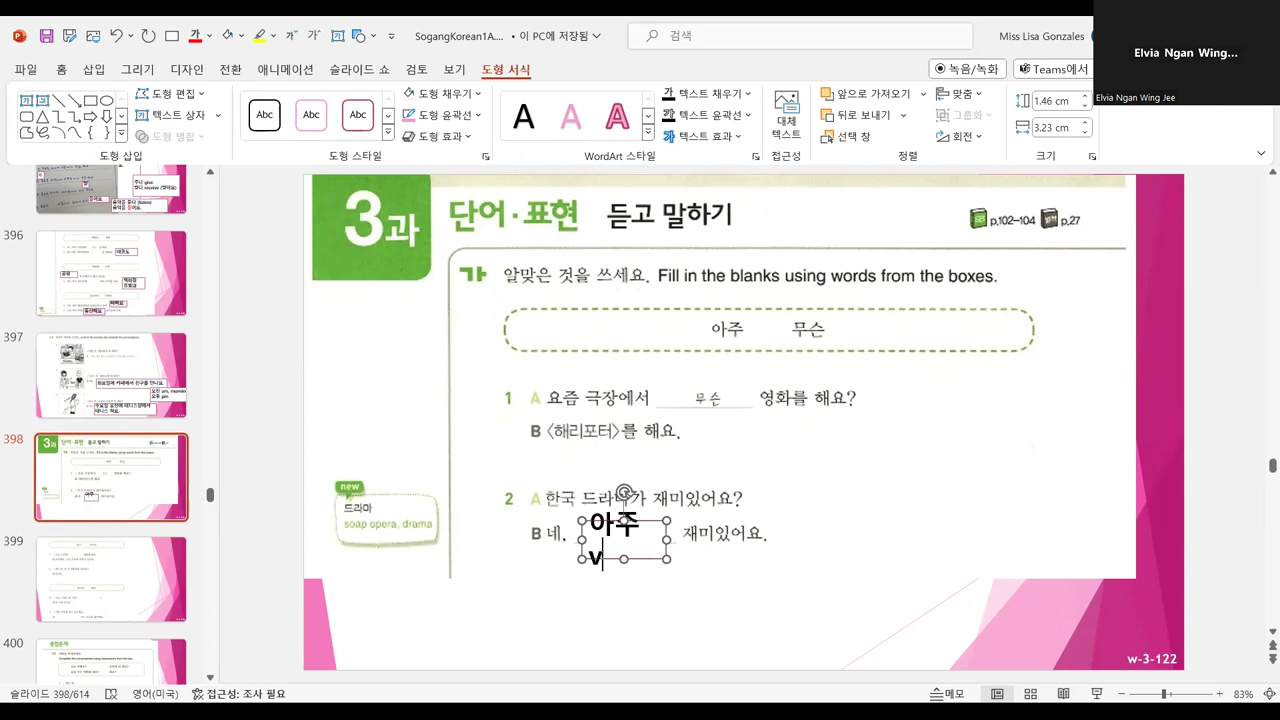 SogangKorean1A.... • 이 PC에 저장됨
검색
Miss Lisa Gonzales
Elvia Ngan Wing...
Elvia Ngan Wing Jee
파일 홈 삽입 그리기 디자인 전환 애니메이션 슬라이드 쇼 검토 보기 도형 서식
녹음/녹화
Teams에서
도형 편집
텍스트 상자
도형 병합
도형 삽입
Abc Abc Abc
도형 채우기
도형 윤곽선
도형 효과
도형 스타일
A A A
텍스트 채우기
텍스트 윤곽선
텍스트 효과
WordArt 스타일
대체
텍스트
접근성
앞으로 가져오기
뒤로 보내기
선택 창
맞춤
그룹화
회전
정렬
1.46 cm
3.23 cm
크기
396
397
398
399
400
3과
단어·표현 듣고 말하기
p.102–104 p.27
가 알맞은 것을 쓰세요. Fill in the blanks using words from the boxes.
아주 무슨
1 A 요즘 극장에서 무슨 영화를 해요?
B 〈해리포터〉를 해요.
new
드라마
soap opera, drama
2 A 한국 드라마가 재미있어요?
B 네, 아주 재미있어요.
v
w-3-122
슬라이드 398/614
영어(미국)
접근성: 조사 필요
메모
83%